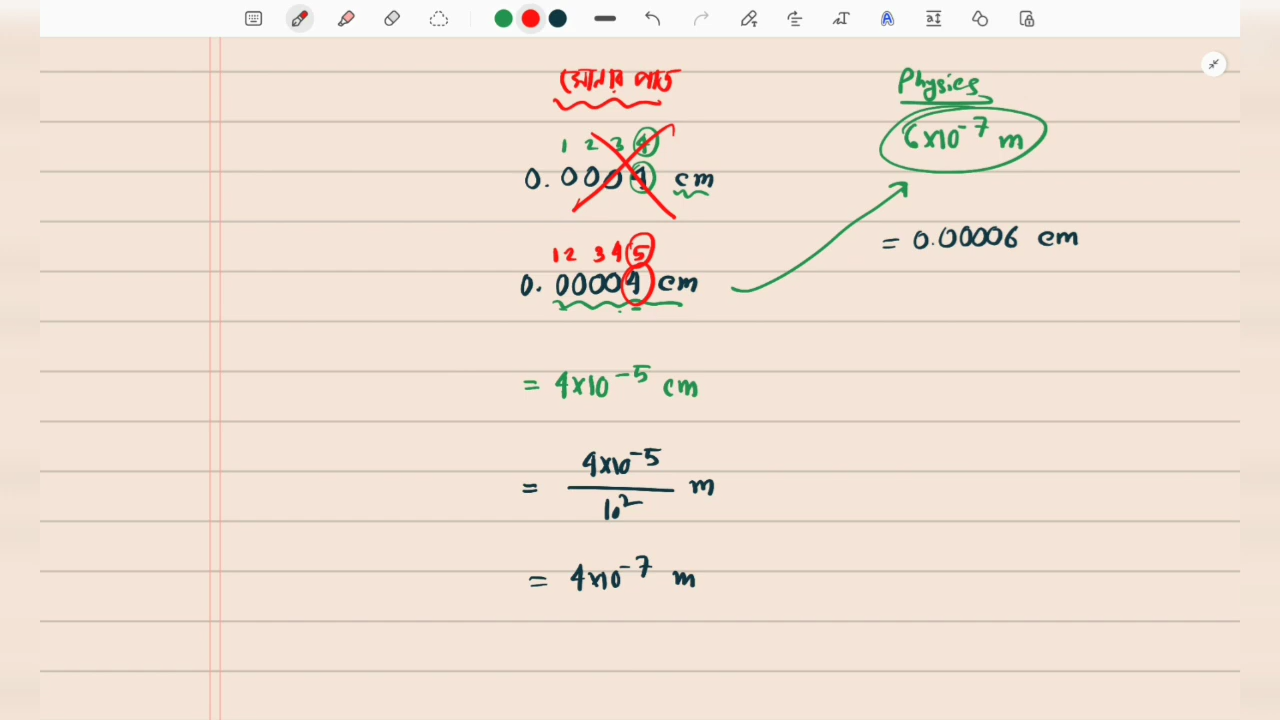 সোনার পাত
1 2 3 4
0.0004 cm
1 2 3 4 5
0.00004 cm
= 4×10⁻⁵ cm
= 4×10⁻⁵ / 10² m
= 4×10⁻⁷ m
Physics
6×10⁻⁷ m
= 0.00006 cm